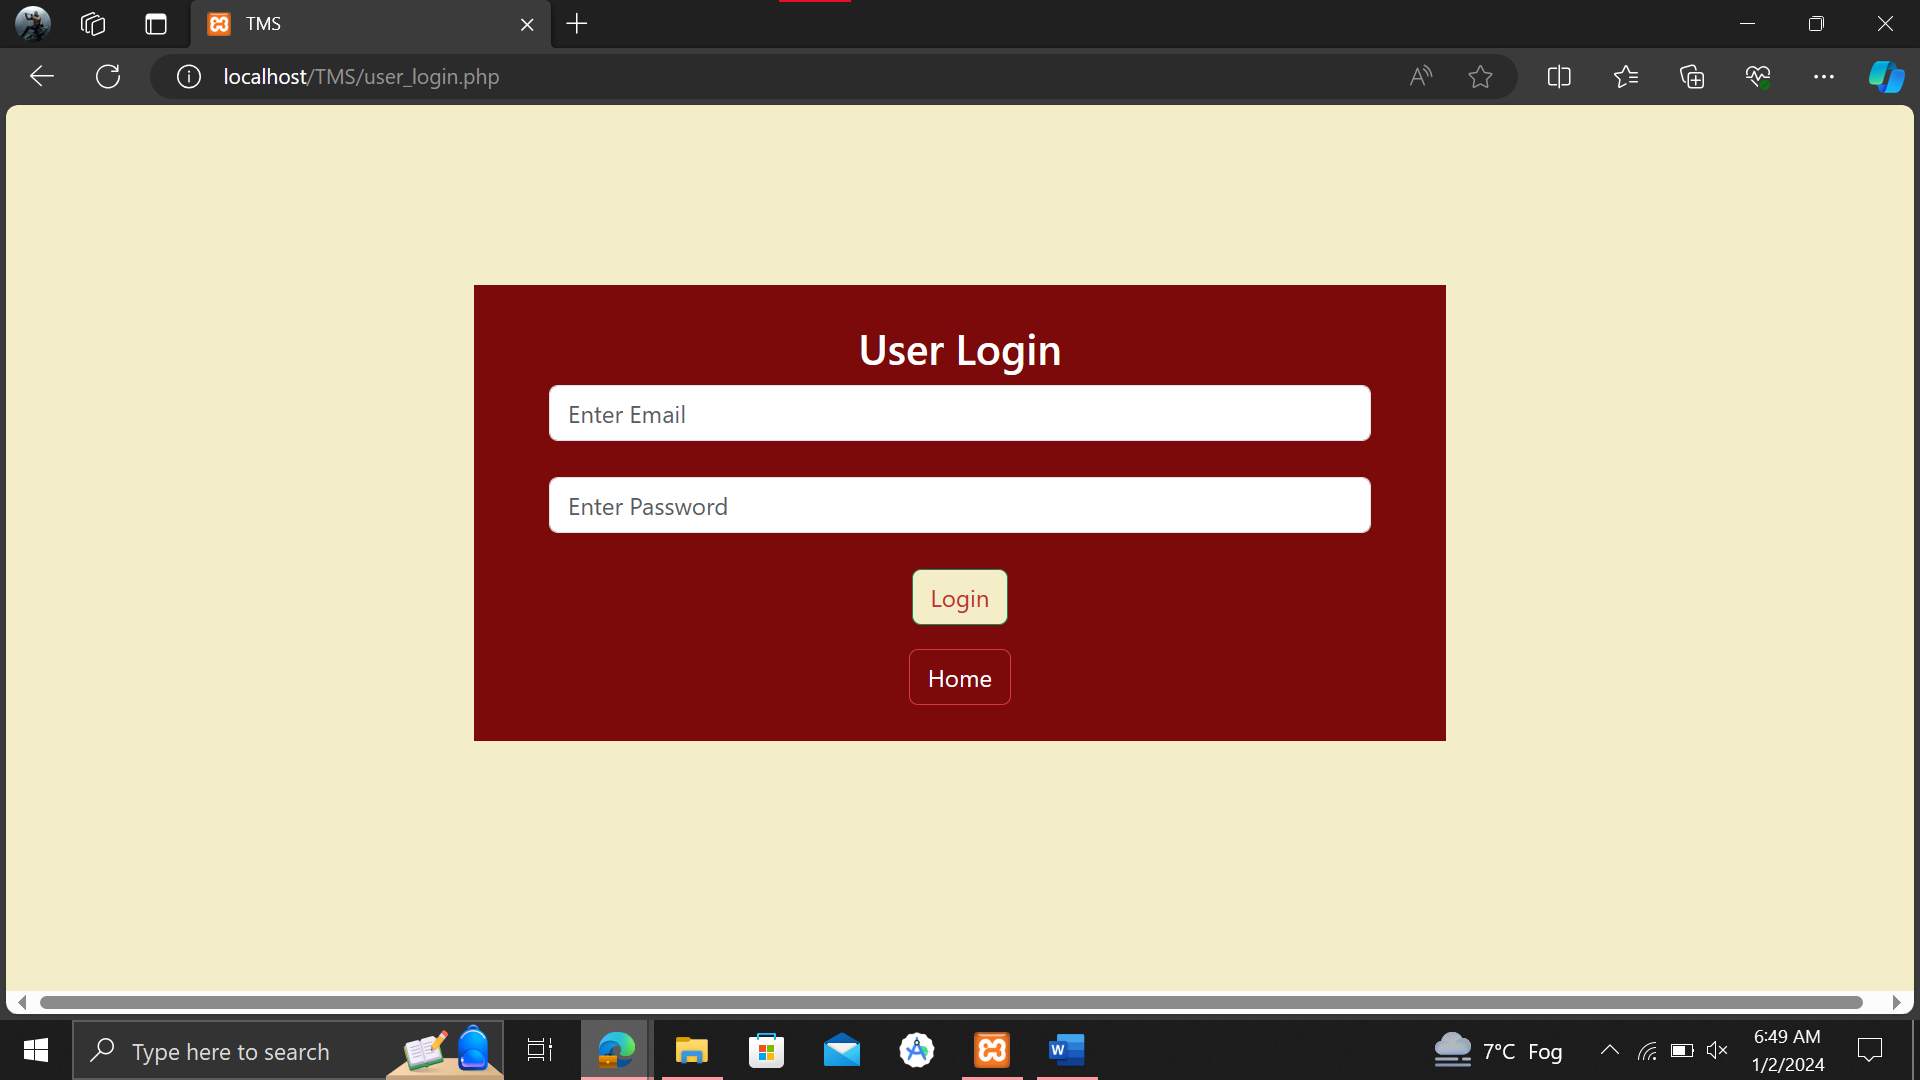 TMS
localhost/TMS/user_login.php
User Login
Enter Email
Enter Password
Login
Home
Type here to search
7°C Fog
6:49 AM
1/2/2024